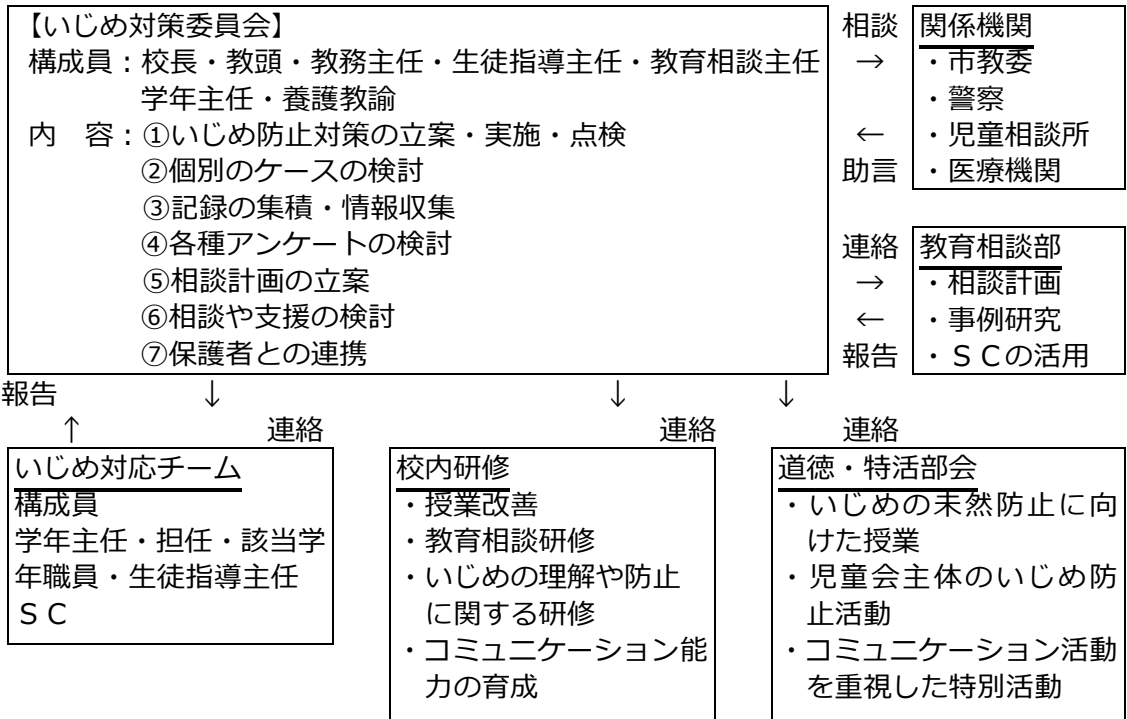 【いじめ対策委員会】
構成員：校長・教頭・教務主任・生徒指導主任・教育相談主任
学年主任・養護教諭
内　容：①いじめ防止対策の立案・実施・点検
②個別のケースの検討
③記録の集積・情報収集
④各種アンケートの検討
⑤相談計画の立案
⑥相談や支援の検討
⑦保護者との連携
相談
→
←
助言
関係機関
・市教委
・警察
・児童相談所
・医療機関
連絡
→
←
報告
教育相談部
・相談計画
・事例研究
・ＳＣの活用
報告　↓　↓　↓
↑　連絡　連絡　連絡
いじめ対応チーム
構成員
学年主任・担任・該当学
年職員・生徒指導主任
ＳＣ
校内研修
・授業改善
・教育相談研修
・いじめの理解や防止
に関する研修
・コミュニケーション能
力の育成
道徳・特活部会
・いじめの未然防止に向
けた授業
・児童会主体のいじめ防
止活動
・コミュニケーション活動
を重視した特別活動